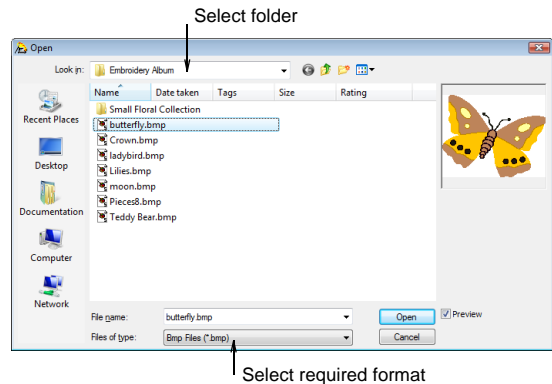 Select folder
Open
Look in: Embroidery Album
Name Date taken Tags Size Rating
Small Floral Collection
butterfly.bmp
Crown.bmp
ladybird.bmp
Lilies.bmp
moon.bmp
Pieces8.bmp
Teddy Bear.bmp
Recent Places
Desktop
Documentation
Computer
Network
File name: butterfly.bmp Open Preview
Files of type: Bmp Files (*.bmp) Cancel
Select required format